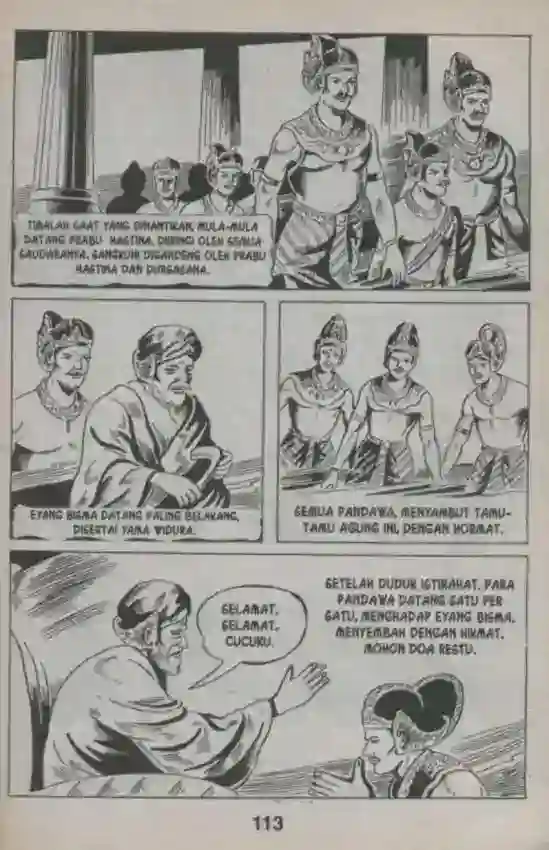 TIBALAH SAAT YANG DINANTIKAN, MULA-MULA
DATANG PRABU HASTINA, DIIRINGI OLEH SEMUA
SAUDARANYA. SANGKUNI DIGANDENG OLEH PRABU
HASTINA DAN DURSASANA.
EYANG BISMA DATANG PALING BELAKANG,
DISERTAI YAMA WIDURA.
SEMUA PANDAWA, MENYAMBUT TAMU-
TAMU AGUNG INI, DENGAN HORMAT.
SELAMAT,
SELAMAT,
CUCUKU.
SETELAH DUDUK ISTIRAHAT, PARA
PANDAWA DATANG SATU PER
SATU, MENGHADAP EYANG BISMA.
MENYEMBAH DENGAN HIKMAT,
MOHON DOA RESTU.
113